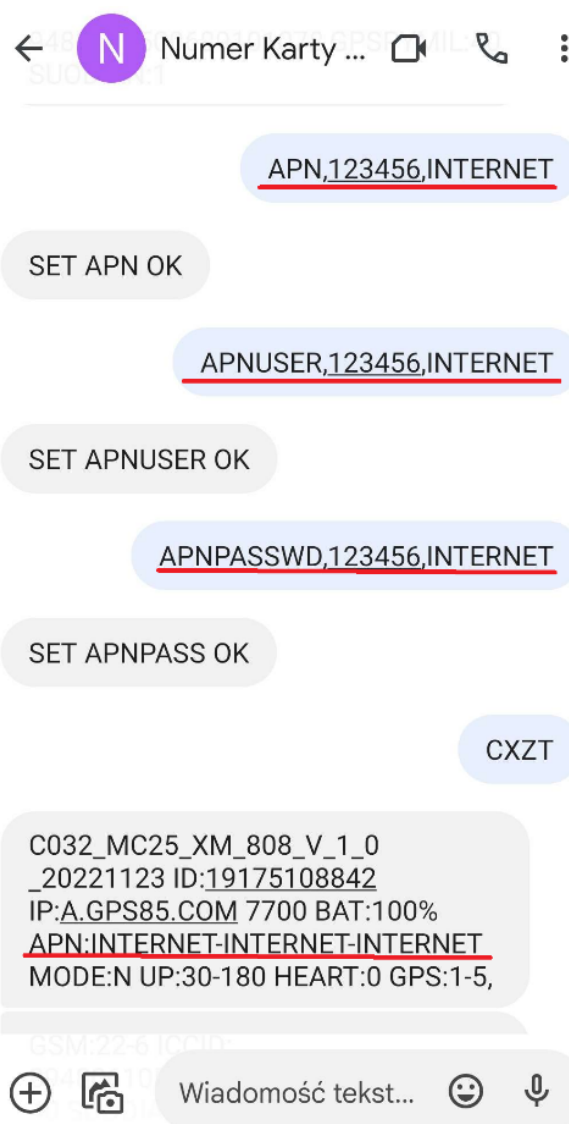 N Numer Karty ...
APN,123456,INTERNET
SET APN OK
APNUSER,123456,INTERNET
SET APNUSER OK
APNPASSWD,123456,INTERNET
SET APNPASS OK
CXZT
C032_MC25_XM_808_V_1_0
_20221123 ID:19175108842
IP:A.GPS85.COM 7700 BAT:100%
APN:INTERNET-INTERNET-INTERNET
MODE:N UP:30-180 HEART:0 GPS:1-5,
GSM:22-6 ICCID:
Wiadomość tekst...